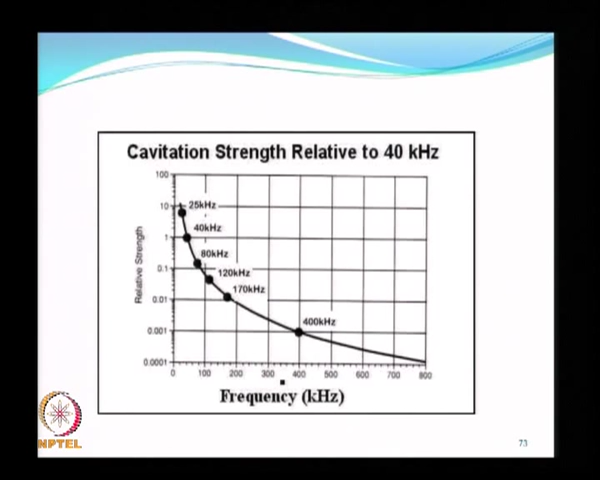 Cavitation Strength Relative to 40 kHz
100
10
1
0.1
0.01
0.001
0.0001
Relative Strength
25kHz
40kHz
80kHz
120kHz
170kHz
400kHz
0 100 200 300 400 500 600 700 800
Frequency (kHz)
NPTEL
73